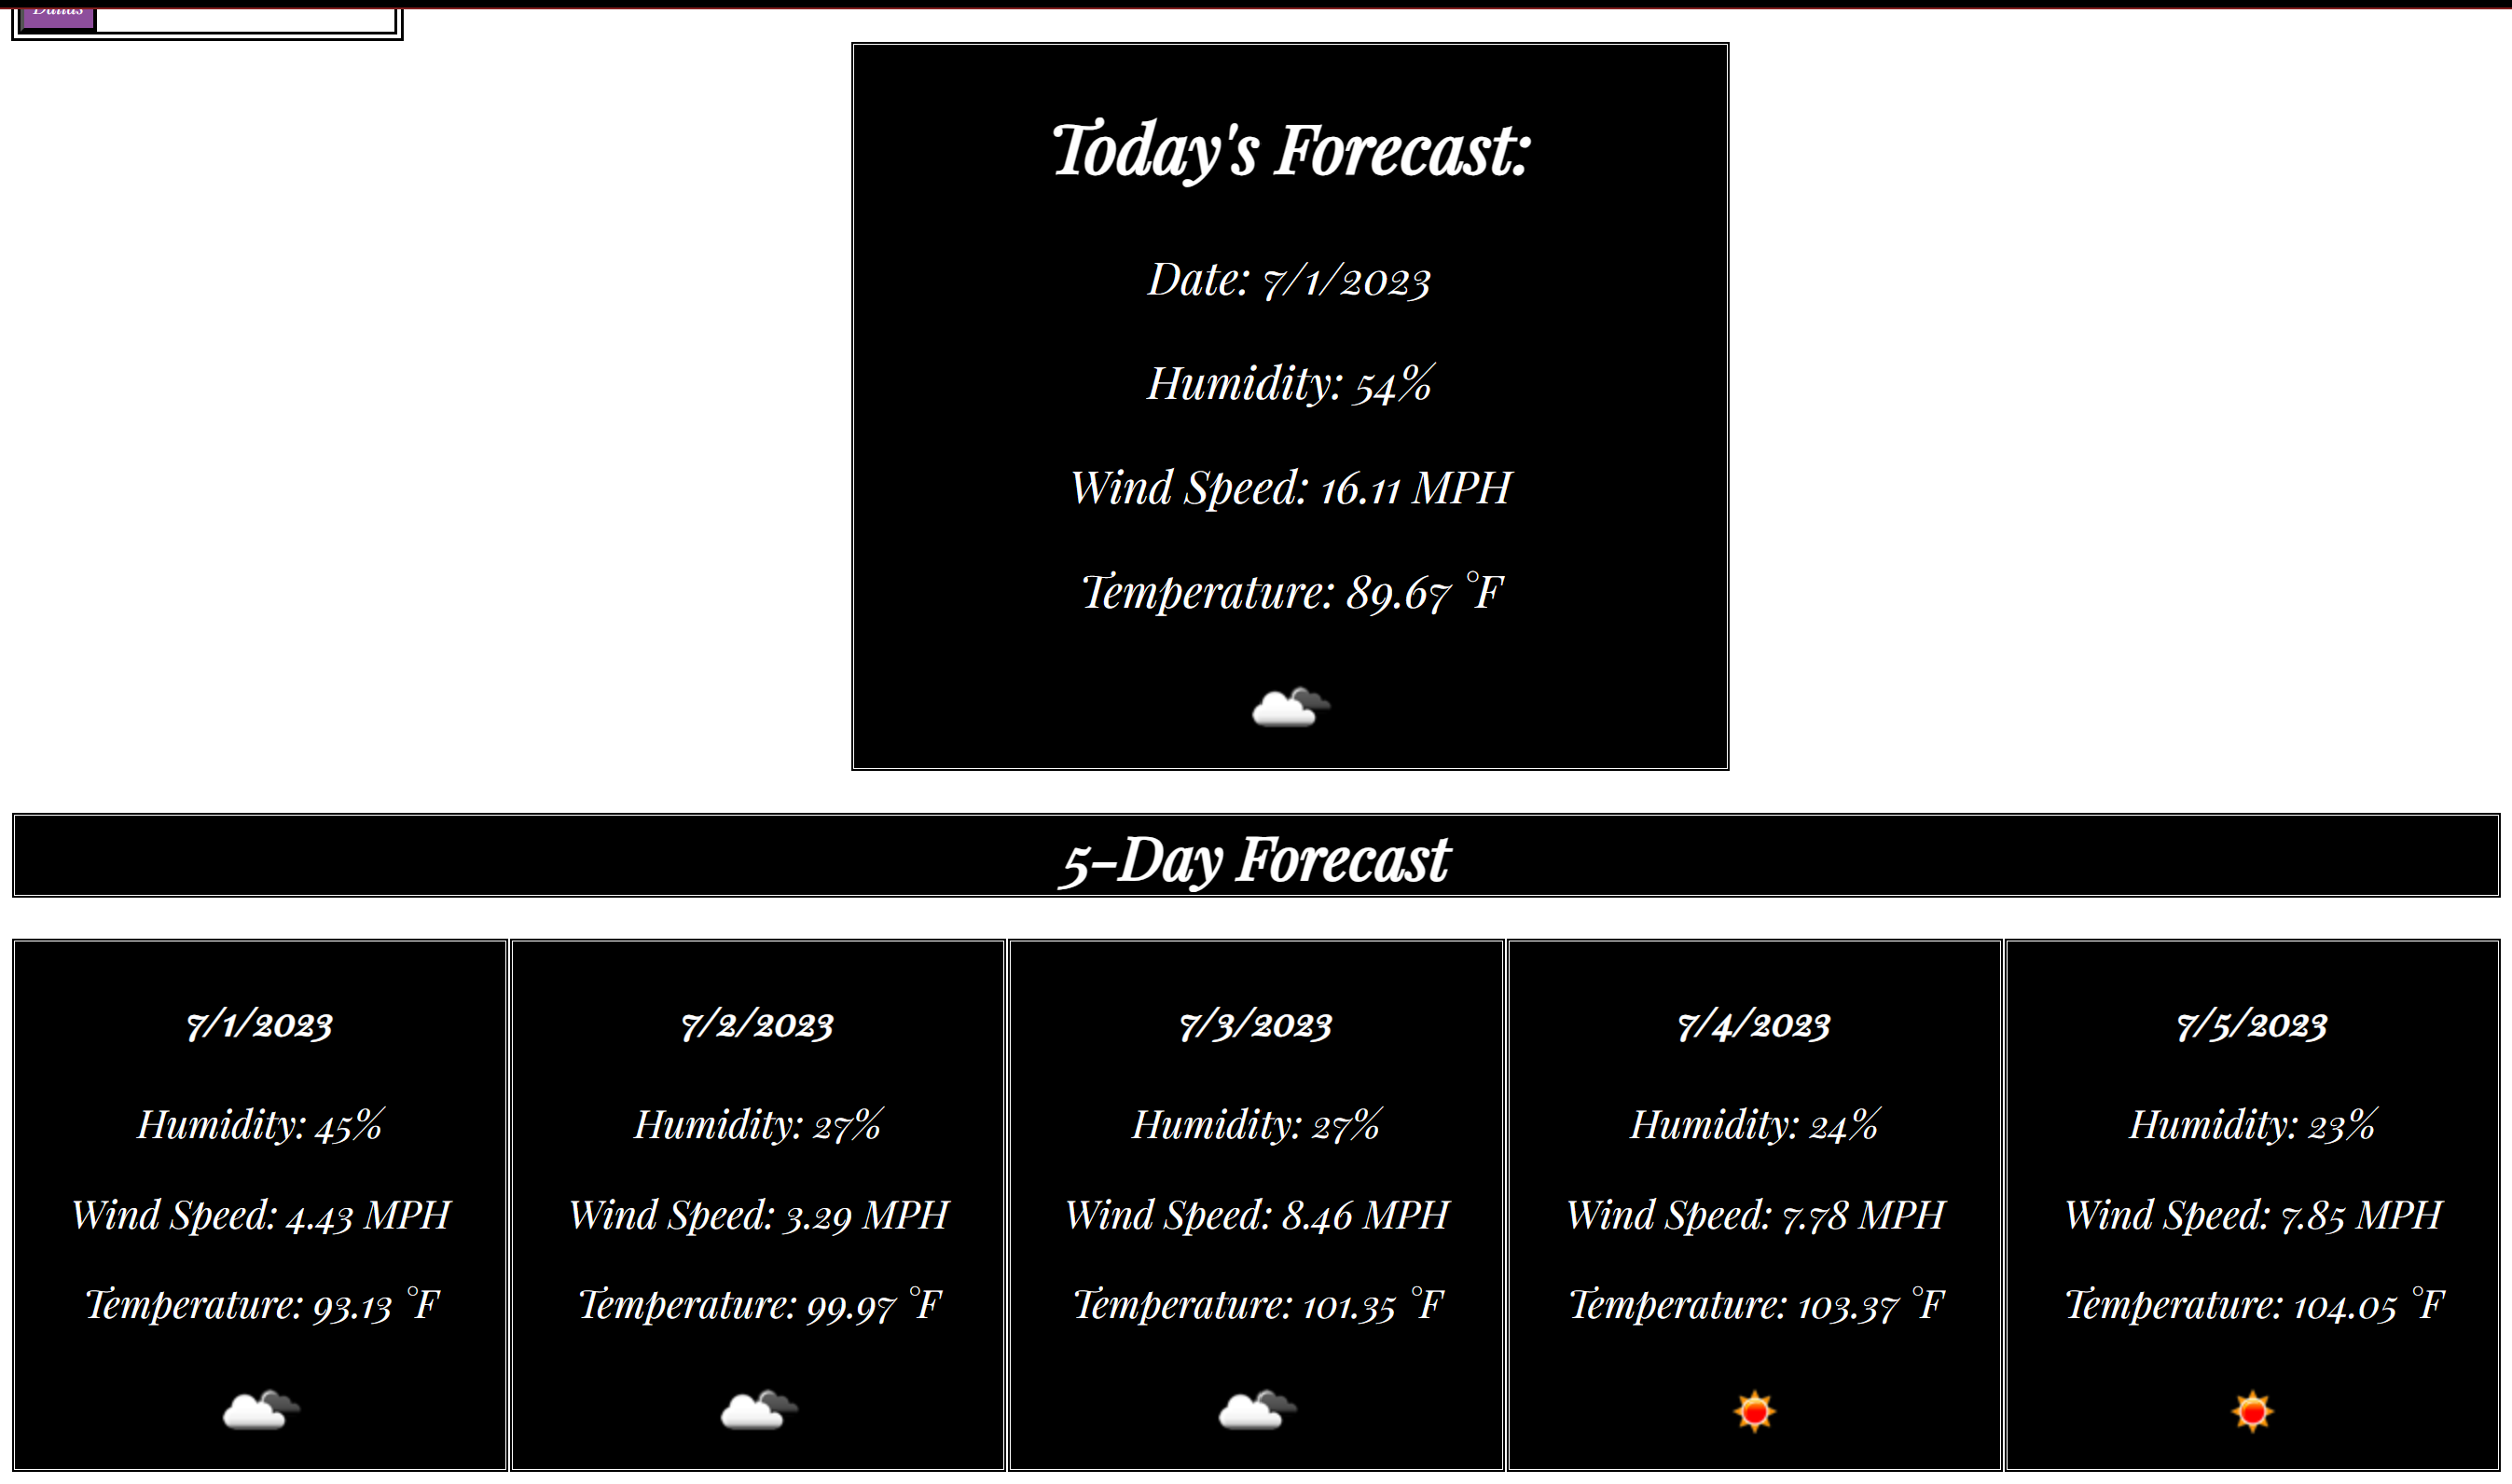 Dallas
Today's Forecast:
Date: 7/1/2023
Humidity: 54%
Wind Speed: 16.11 MPH
Temperature: 89.67 °F
5-Day Forecast
7/1/2023
Humidity: 45%
Wind Speed: 4.43 MPH
Temperature: 93.13 °F
7/2/2023
Humidity: 27%
Wind Speed: 3.29 MPH
Temperature: 99.97 °F
7/3/2023
Humidity: 27%
Wind Speed: 8.46 MPH
Temperature: 101.35 °F
7/4/2023
Humidity: 24%
Wind Speed: 7.78 MPH
Temperature: 103.37 °F
7/5/2023
Humidity: 23%
Wind Speed: 7.85 MPH
Temperature: 104.05 °F